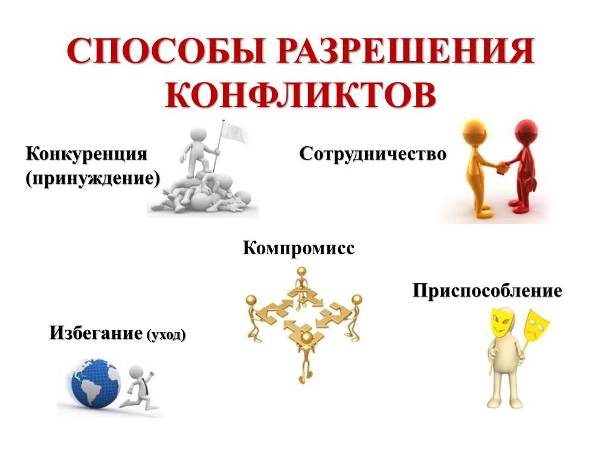 СПОСОБЫ РАЗРЕШЕНИЯ
КОНФЛИКТОВ
Конкуренция
(принуждение)
Сотрудничество
Компромисс
Приспособление
Избегание (уход)